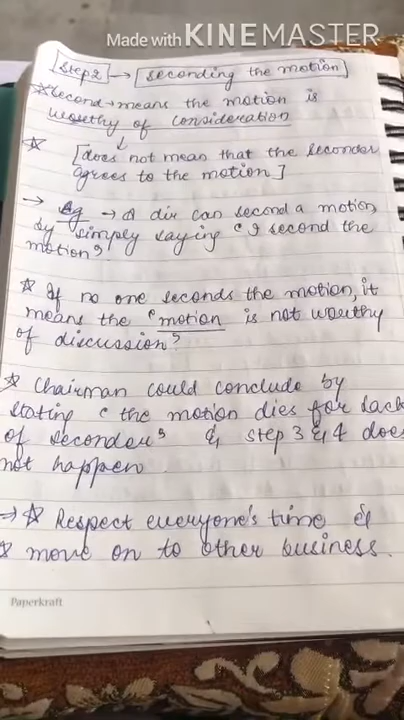 Made with KINEMASTER
Step 2 → seconding the motion
☆ Second → means the motion is
worthy of consideration
☆ ↓
[does not mean that the seconder
agrees to the motion]
→ Eg → A dir can second a motion
by simply saying "I second the
motion"
☆ If no one seconds the motion, it
means the "motion is not worthy
of discussion"
☆ Chairman could conclude by
stating "the motion dies for lack
of seconder" & step 3 & 4 does
not happen.
→ ☆ Respect everyone's time &
☆ move on to other business.
Paperkraft